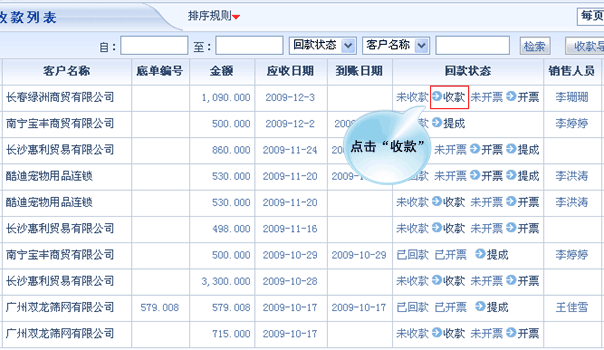 收款列表 排序规则 每页
自： 至： 回款状态 客户名称 检索 收款导
客户名称 底单编号 金额 应收日期 到账日期 回款状态 销售人员
长春绿洲商贸有限公司 1,090.000 2009-12-3 未收款 收款 未开票 开票 李珊珊
南宁宝丰商贸有限公司 500.000 2009-12-2 2009 款 提成 李婷婷
长沙惠利贸易有限公司 860.000 2009-11-24 2009- 未开票 开票 提成
酷迪宠物用品连锁 530.000 2009-11-20 20 款 未开票 开票 提成 李洪涛
点击“收款”
酷迪宠物用品连锁 530.000 2009-11-20 未收款 收款 未开票 开票 李洪涛
长沙惠利贸易有限公司 498.000 2009-11-16 未收款 收款 未开票 开票
南宁宝丰商贸有限公司 500.000 2009-10-29 2009-10-29 已回款 已开票 提成 李婷婷
长沙惠利贸易有限公司 3,300.000 2009-10-28 未收款 收款 未开票 开票
广州双龙筛网有限公司 579.008 579.008 2009-10-17 2009-10-17 已回款 已开票 提成 王佳雪
广州双龙筛网有限公司 715.000 2009-10-17 未收款 收款 未开票 开票